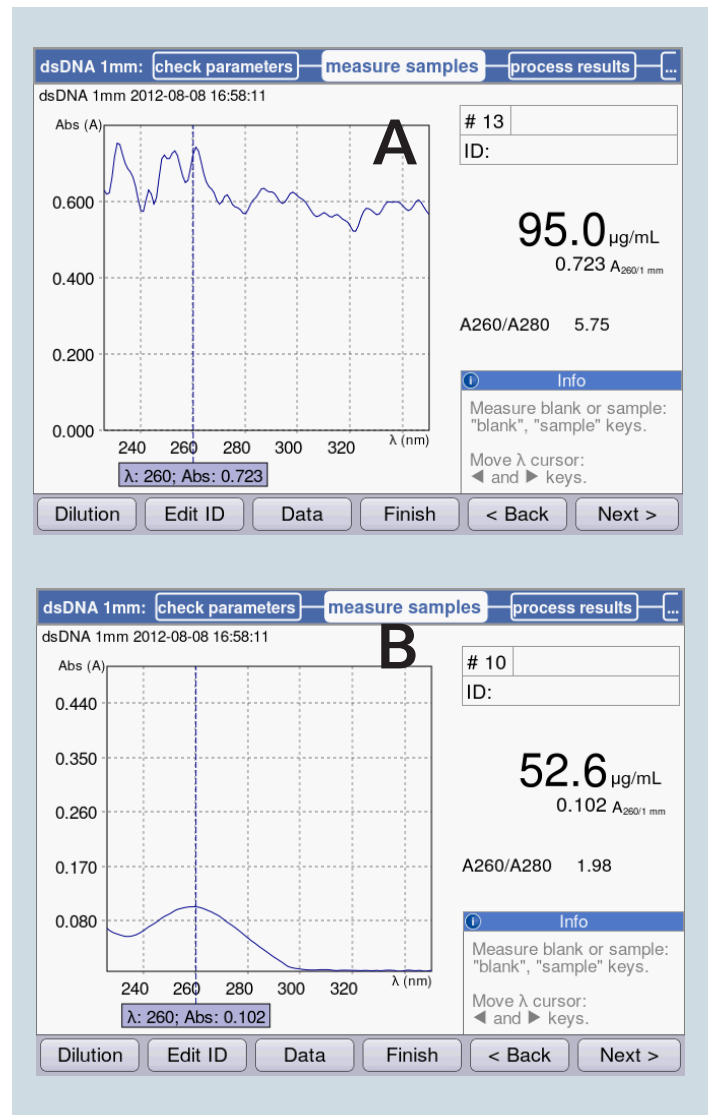 dsDNA 1mm: check parameters measure samples process results ...
dsDNA 1mm 2012-08-08 16:58:11
A
Abs (A)
# 13
ID:
0.600
0.400
0.200
0.000
95.0 µg/mL
0.723 A260/1 mm
A260/A280 5.75
240 260 280 300 320 λ (nm)
λ: 260; Abs: 0.723
i Info
Measure blank or sample:
"blank", "sample" keys.
Move λ cursor:
◀ and ▶ keys.
Dilution Edit ID Data Finish < Back Next >
dsDNA 1mm: check parameters measure samples process results ...
dsDNA 1mm 2012-08-08 16:58:11
B
Abs (A)
# 10
ID:
0.440
0.350
0.260
0.170
0.080
52.6 µg/mL
0.102 A260/1 mm
A260/A280 1.98
240 260 280 300 320 λ (nm)
λ: 260; Abs: 0.102
i Info
Measure blank or sample:
"blank", "sample" keys.
Move λ cursor:
◀ and ▶ keys.
Dilution Edit ID Data Finish < Back Next >